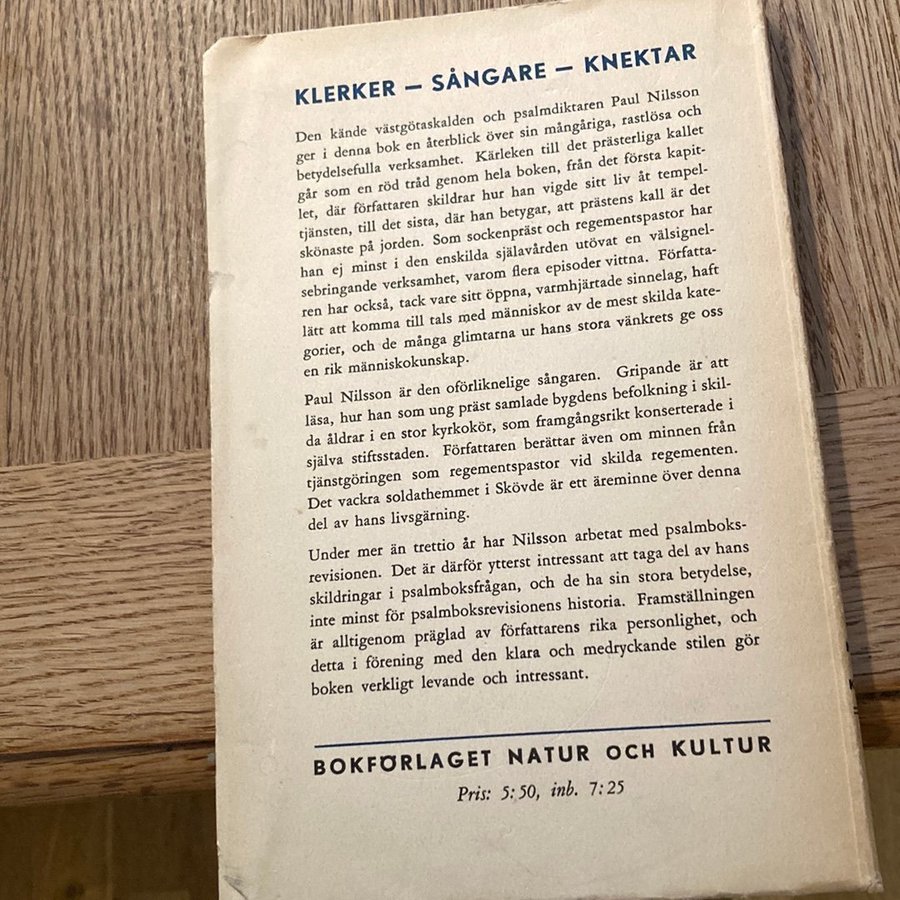 KLERKER – SÅNGARE – KNEKTAR
Den kände västgötaskalden och psalmdiktaren Paul Nilsson
ger i denna bok en återblick över sin mångåriga, rastlösa och
betydelsefulla verksamhet. Kärleken till det prästerliga kallet
går som en röd tråd genom hela boken, från det första kapit-
let, där författaren skildrar hur han vigde sitt liv åt tempel-
tjänsten, till det sista, där han betygar, att prästens kall är det
skönaste på jorden. Som sockenpräst och regementspastor har
han ej minst i den enskilda själavården utövat en välsignel-
sebringande verksamhet, varom flera episoder vittna. Författa-
ren har också, tack vare sitt öppna, varmhjärtade sinnelag, haft
lätt att komma till tals med människor av de mest skilda kate-
gorier, och de många glimtarna ur hans stora vänkrets ge oss
en rik människokunskap.
Paul Nilsson är den oförliknelige sångaren. Gripande är att
läsa, hur han som ung präst samlade bygdens befolkning i skil-
da åldrar i en stor kyrkokör, som framgångsrikt konserterade i
själva stiftsstaden. Författaren berättar även om minnen från
tjänstgöringen som regementspastor vid skilda regementen.
Det vackra soldathemmet i Skövde är ett äreminne över denna
del av hans livsgärning.
Under mer än trettio år har Nilsson arbetat med psalmboks-
revisionen. Det är därför ytterst intressant att taga del av hans
skildringar i psalmboksfrågan, och de ha sin stora betydelse,
inte minst för psalmboksrevisionens historia. Framställningen
är alltigenom präglad av författarens rika personlighet, och
detta i förening med den klara och medryckande stilen gör
boken verkligt levande och intressant.
BOKFÖRLAGET NATUR OCH KULTUR
Pris: 5:50, inb. 7:25